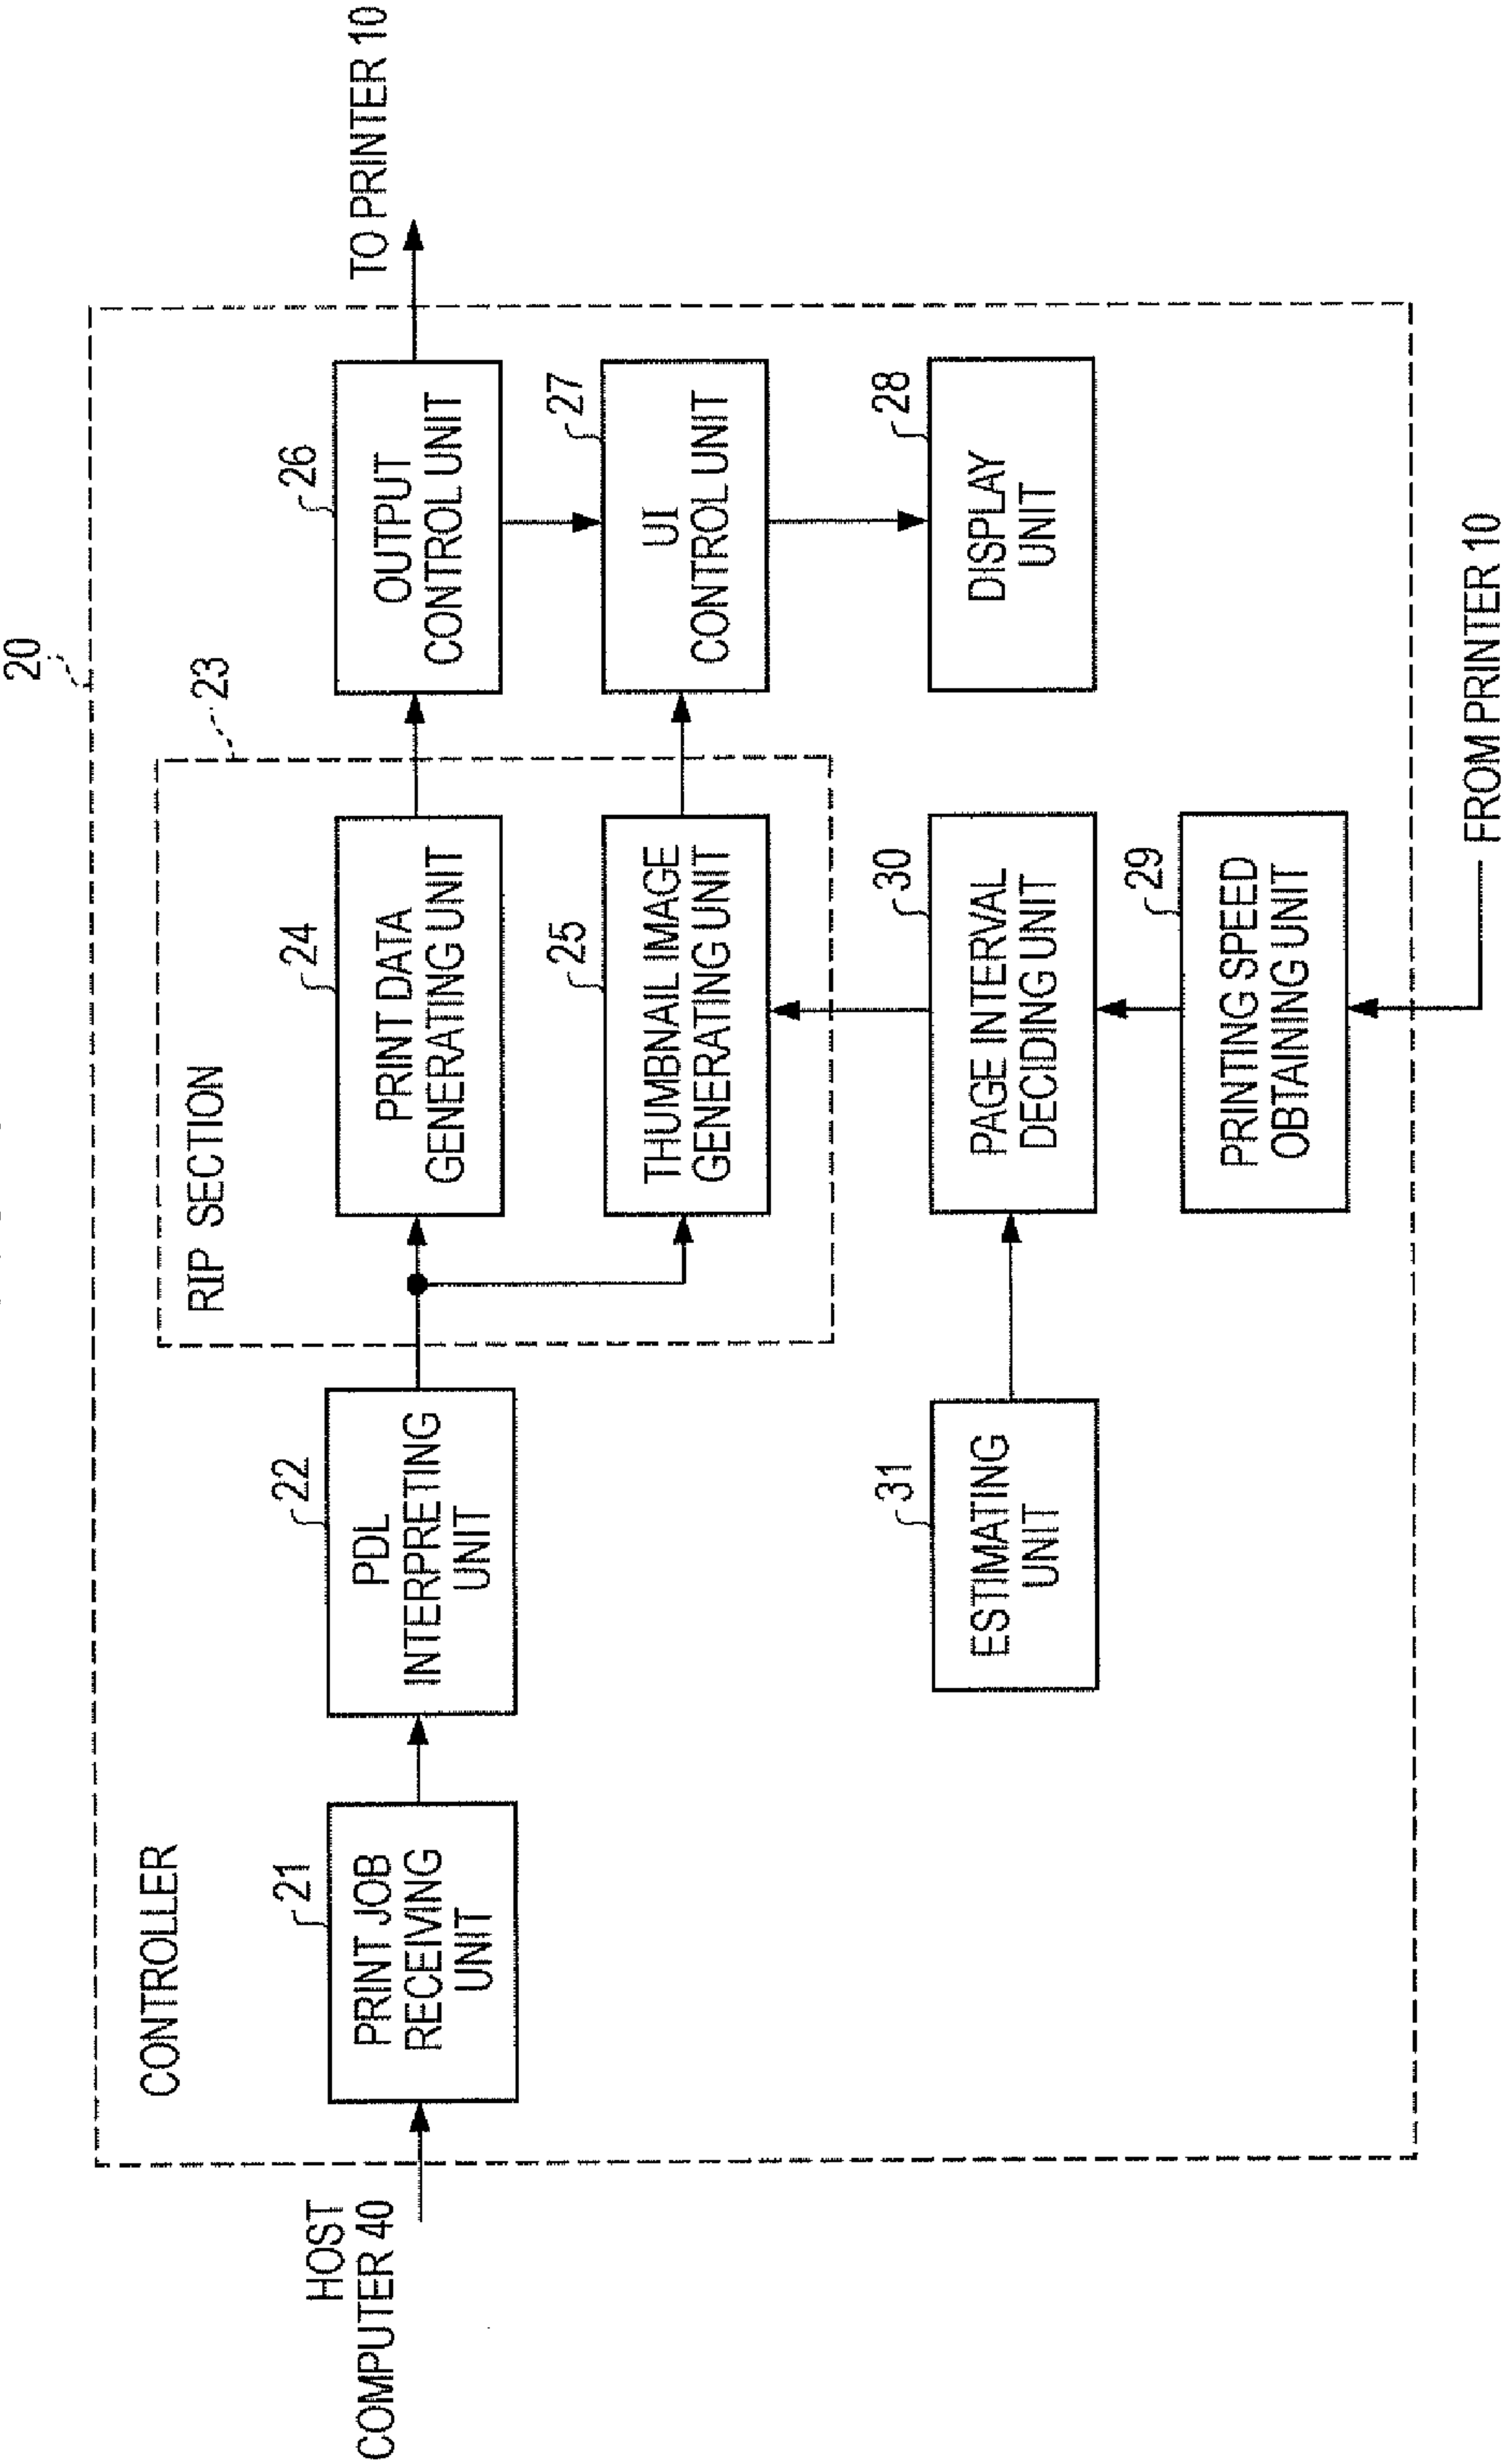 20
CONTROLLER
HOST
COMPUTER 40
21
PRINT JOB
RECEIVING
UNIT
22
PDL
INTERPRETING
UNIT
23
RIP SECTION
24
PRINT DATA
GENERATING UNIT
26
OUTPUT
CONTROL UNIT
TO PRINTER 10
25
THUMBNAIL IMAGE
GENERATING UNIT
27
UI
CONTROL UNIT
31
ESTIMATING
UNIT
30
PAGE INTERVAL
DECIDING UNIT
28
DISPLAY
UNIT
29
PRINTING SPEED
OBTAINING UNIT
FROM PRINTER 10